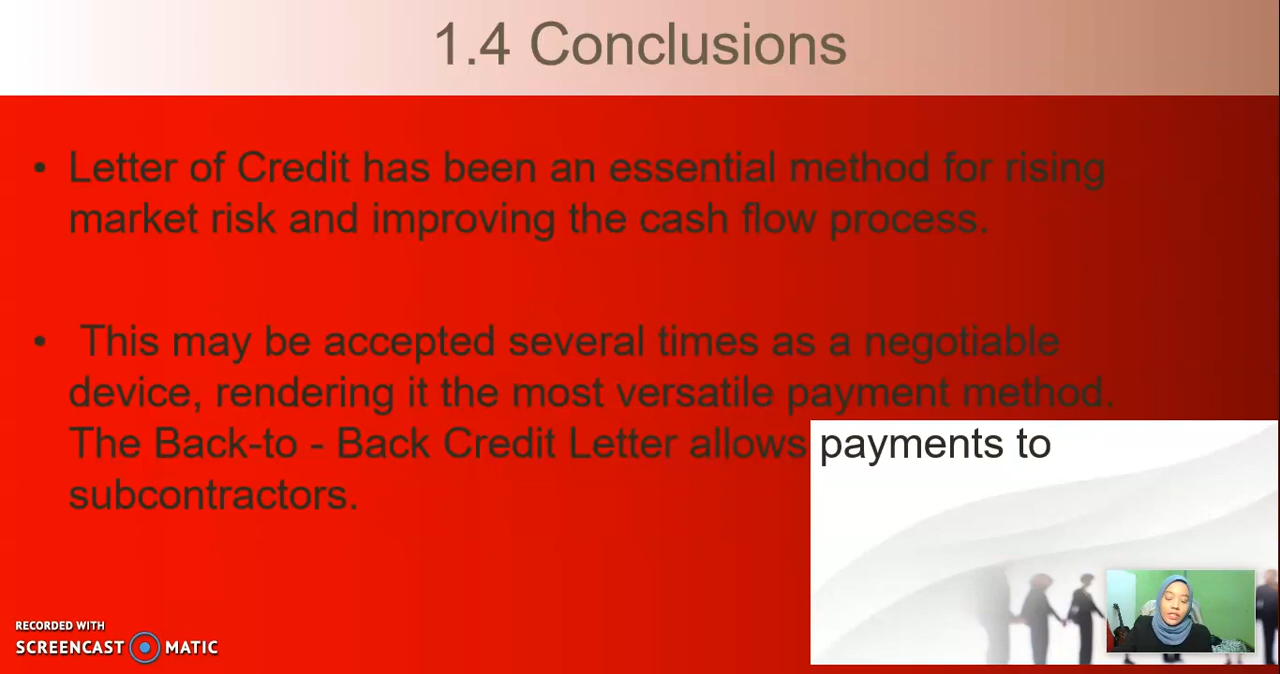 1.4 Conclusions
• Letter of Credit has been an essential method for rising
market risk and improving the cash flow process.
• This may be accepted several times as a negotiable
device, rendering it the most versatile payment method.
The Back-to - Back Credit Letter allows payments to
subcontractors.
RECORDED WITH
SCREENCAST MATIC